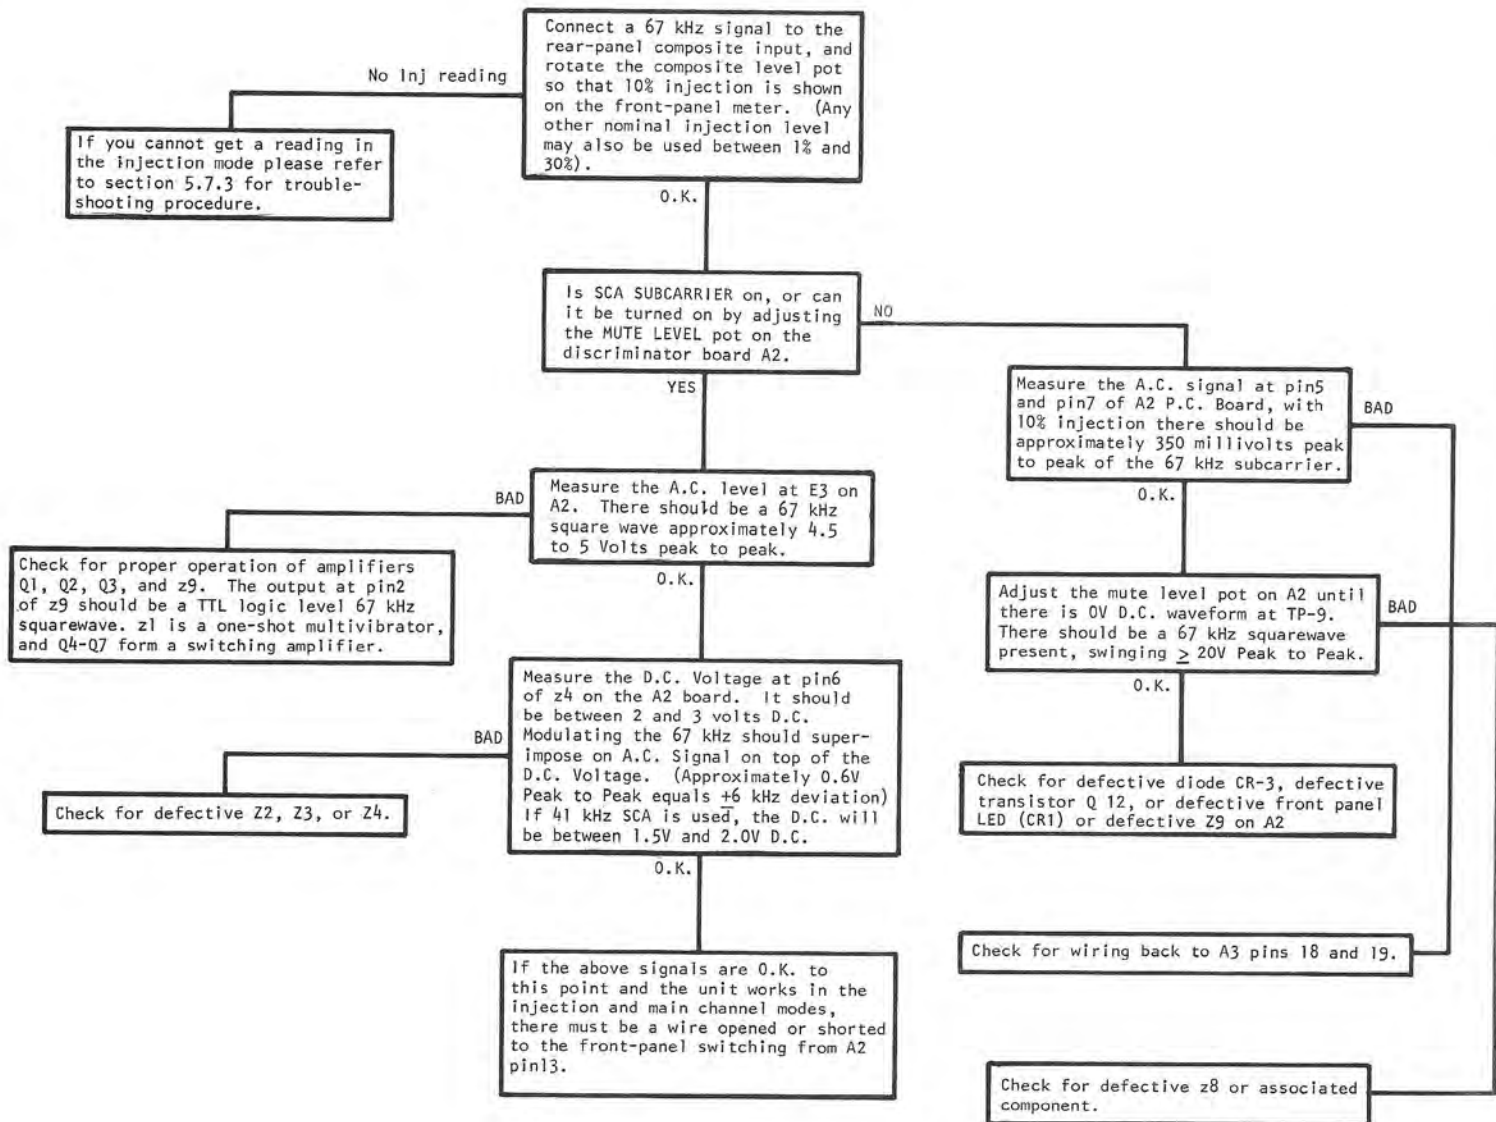 Connect a 67 kHz signal to the
rear-panel composite input, and
rotate the composite level pot
so that 10% injection is shown
on the front-panel meter. (Any
other nominal injection level
may also be used between 1% and
30%).
No Inj reading
If you cannot get a reading in
the injection mode please refer
to section 5.7.3 for trouble-
shooting procedure.
O.K.
Is SCA SUBCARRIER on, or can
it be turned on by adjusting
the MUTE LEVEL pot on the
discriminator board A2.
NO
YES
Measure the A.C. signal at pin5
and pin7 of A2 P.C. Board, with
10% injection there should be
approximately 350 millivolts peak
to peak of the 67 kHz subcarrier.
BAD
O.K.
Measure the A.C. level at E3 on
A2. There should be a 67 kHz
square wave approximately 4.5
to 5 Volts peak to peak.
BAD
O.K.
Check for proper operation of amplifiers
Q1, Q2, Q3, and z9. The output at pin2
of z9 should be a TTL logic level 67 kHz
squarewave. z1 is a one-shot multivibrator,
and Q4-Q7 form a switching amplifier.
Adjust the mute level pot on A2 until
there is 0V D.C. waveform at TP-9.
There should be a 67 kHz squarewave
present, swinging ≥ 20V Peak to Peak.
BAD
O.K.
Measure the D.C. Voltage at pin6
of z4 on the A2 board. It should
be between 2 and 3 volts D.C.
Modulating the 67 kHz should super-
impose on A.C. Signal on top of the
D.C. Voltage. (Approximately 0.6V
Peak to Peak equals ±6 kHz deviation)
If 41 kHz SCA is used, the D.C. will
be between 1.5V and 2.0V D.C.
BAD
O.K.
Check for defective Z2, Z3, or Z4.
Check for defective diode CR-3, defective
transistor Q 12, or defective front panel
LED (CR1) or defective Z9 on A2
Check for wiring back to A3 pins 18 and 19.
If the above signals are O.K. to
this point and the unit works in the
injection and main channel modes,
there must be a wire opened or shorted
to the front-panel switching from A2
pin13.
Check for defective z8 or associated
component.